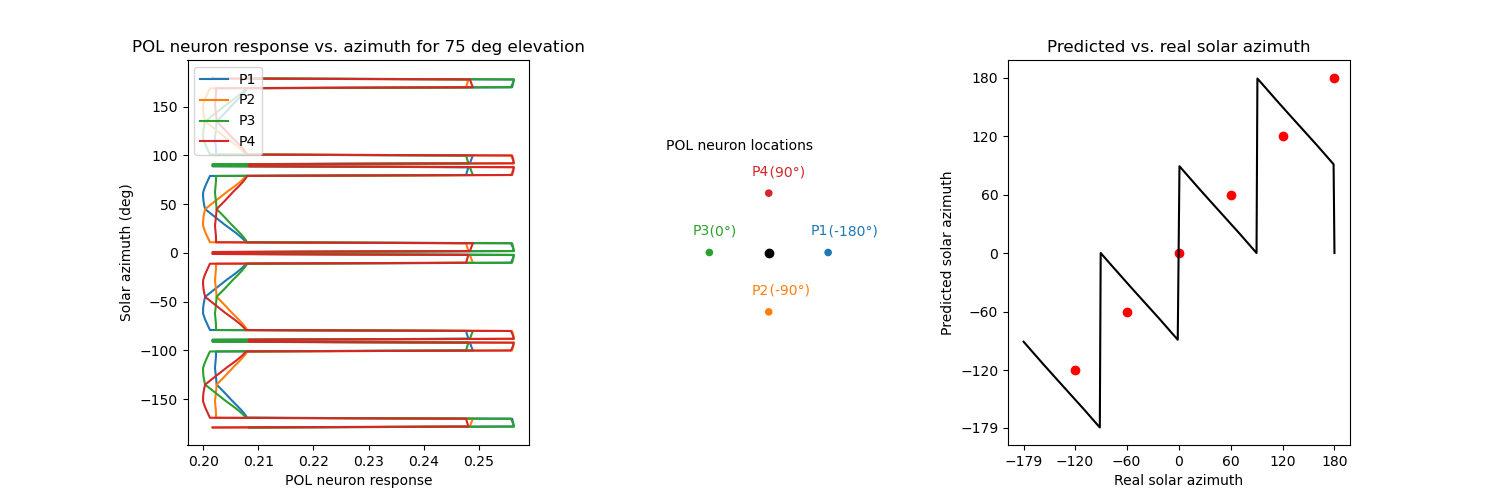 POL neuron response vs. azimuth for 75 deg elevation
P1
P2
P3
P4
150
100
50
0
−50
−100
−150
Solar azimuth (deg)
0.20 0.21 0.22 0.23 0.24 0.25
POL neuron response
POL neuron locations
P4(90°)
P3(0°)
P1(-180°)
P2(-90°)
Predicted vs. real solar azimuth
180
120
60
0
−60
−120
−179
Predicted solar azimuth
−179 −120 −60 0 60 120 180
Real solar azimuth